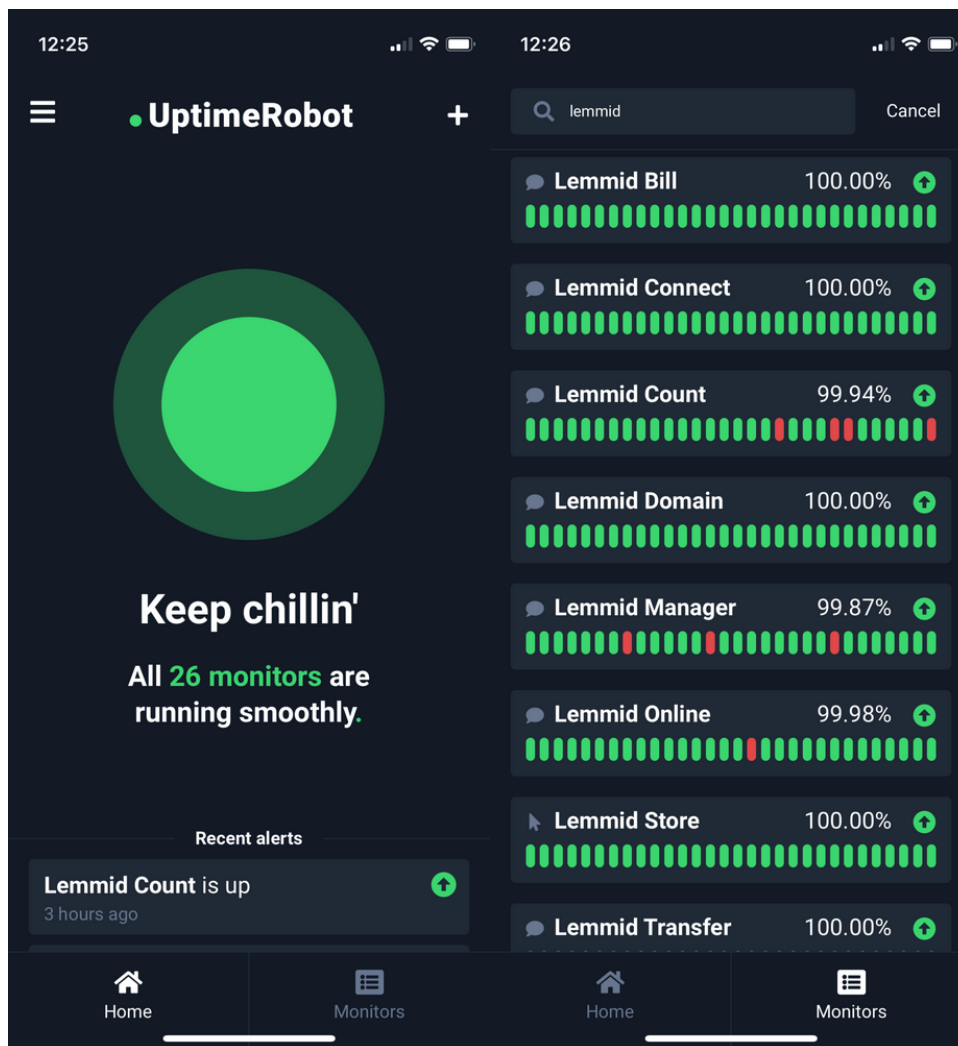 12:25
UptimeRobot
Keep chillin'
All 26 monitors are
running smoothly.
Recent alerts
Lemmid Count is up
3 hours ago
Home
Monitors
12:26
lemmid
Cancel
Lemmid Bill 100.00%
Lemmid Connect 100.00%
Lemmid Count 99.94%
Lemmid Domain 100.00%
Lemmid Manager 99.87%
Lemmid Online 99.98%
Lemmid Store 100.00%
Lemmid Transfer 100.00%
Home
Monitors